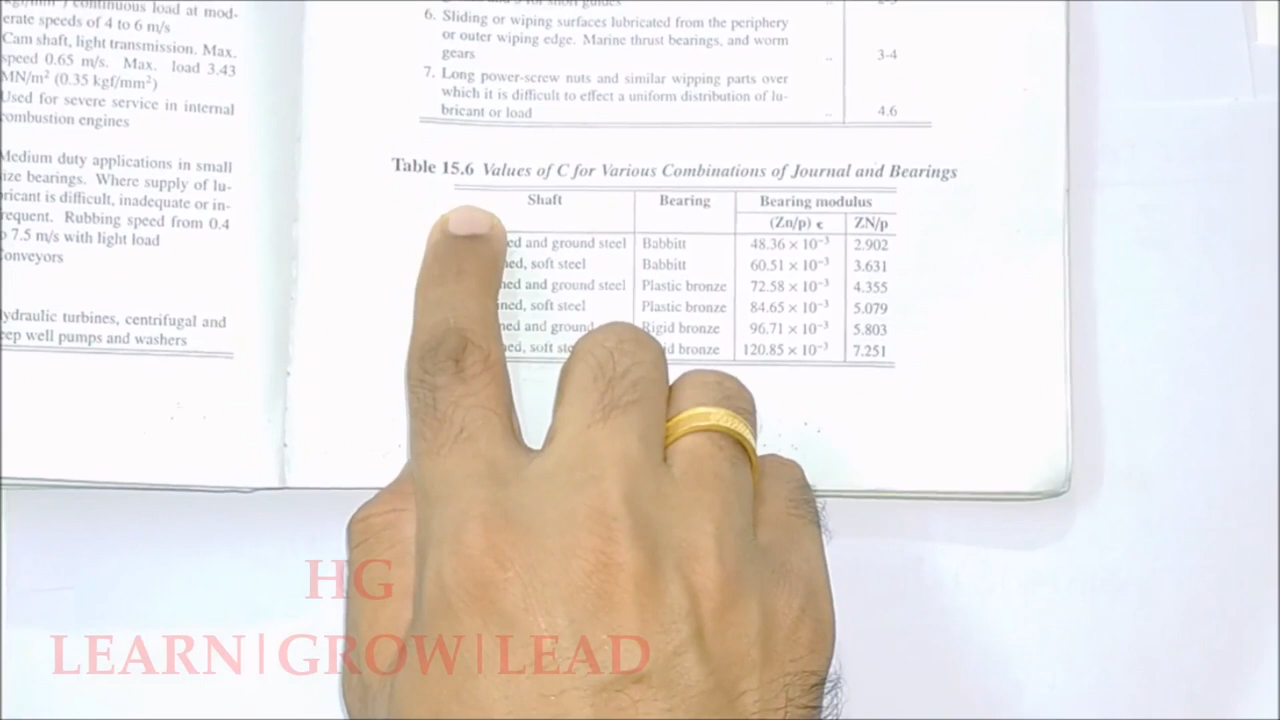 continuous load at mod-
erate speeds of 4 to 6 m/s
Cam shaft, light transmission. Max.
speed 0.65 m/s. Max. load 3.43
MN/m² (0.35 kgf/mm²)
Used for severe service in internal
combustion engines
Medium duty applications in small
ize bearings. Where supply of lu-
ricant is difficult, inadequate or in-
requent. Rubbing speed from 0.4
o 7.5 m/s with light load
Conveyors
ydraulic turbines, centrifugal and
eep well pumps and washers
6. Sliding or wiping surfaces lubricated from the periphery
or outer wiping edge. Marine thrust bearings, and worm
gears .. 3-4
7. Long power-screw nuts and similar wipping parts over
which it is difficult to effect a uniform distribution of lu-
bricant or load .. 4.6
Table 15.6 Values of C for Various Combinations of Journal and Bearings
Shaft Bearing Bearing modulus
(Zn/p) ε ZN/p
ed and ground steel Babbitt 48.36 × 10⁻³ 2.902
ned, soft steel Babbitt 60.51 × 10⁻³ 3.631
ned and ground steel Plastic bronze 72.58 × 10⁻³ 4.355
ined, soft steel Plastic bronze 84.65 × 10⁻³ 5.079
ned and ground Rigid bronze 96.71 × 10⁻³ 5.803
ned, soft ste d bronze 120.85 × 10⁻³ 7.251
HG
LEARN|GROW|LEAD